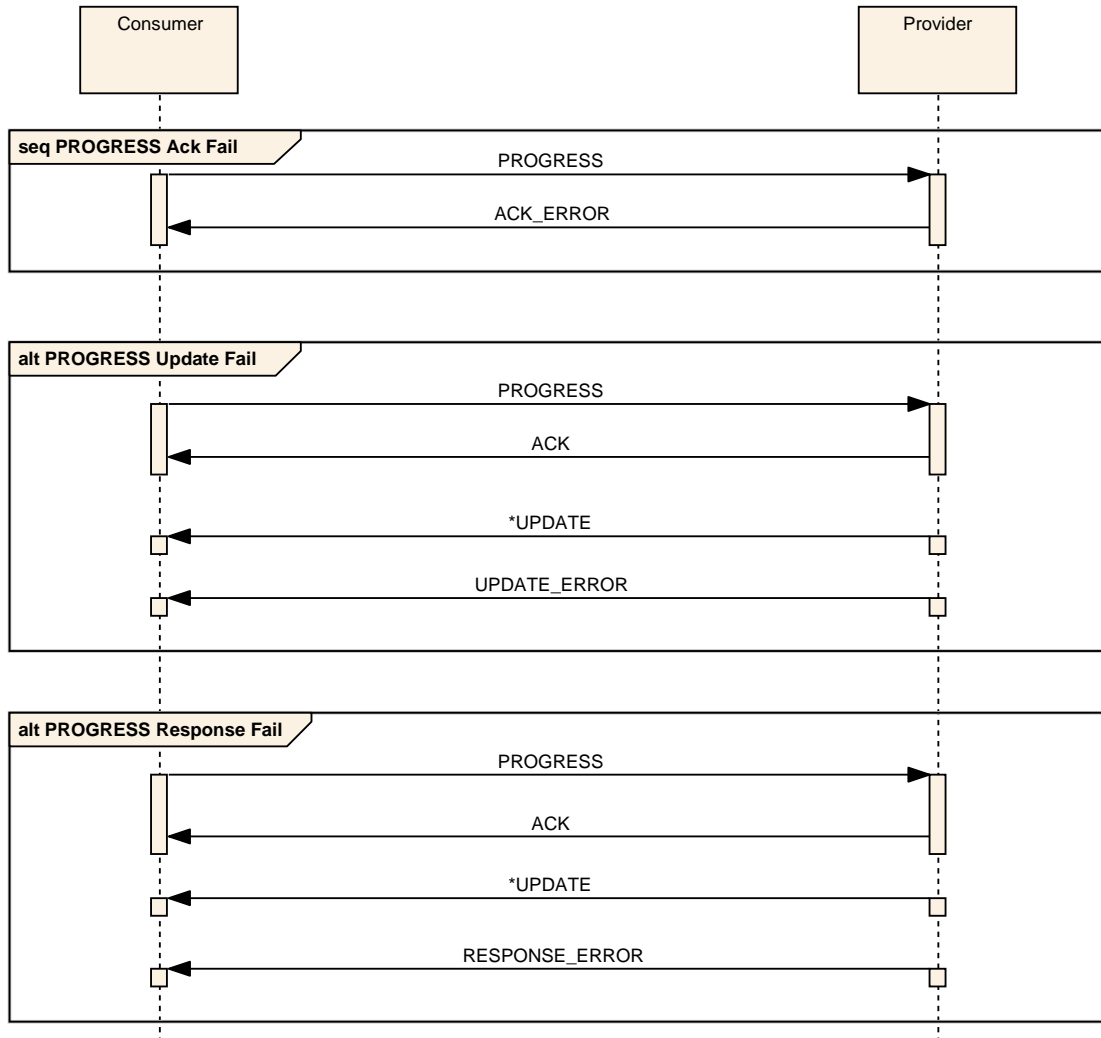 Consumer
Provider
seq PROGRESS Ack Fail
PROGRESS
ACK_ERROR
alt PROGRESS Update Fail
PROGRESS
ACK
*UPDATE
UPDATE_ERROR
alt PROGRESS Response Fail
PROGRESS
ACK
*UPDATE
RESPONSE_ERROR